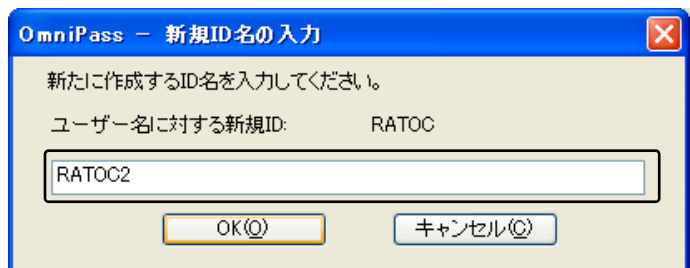 OmniPass － 新規ID名の入力
新たに作成するID名を入力してください。
ユーザー名に対する新規ID: RATOC
RATOC2
OK(O) キャンセル(C)